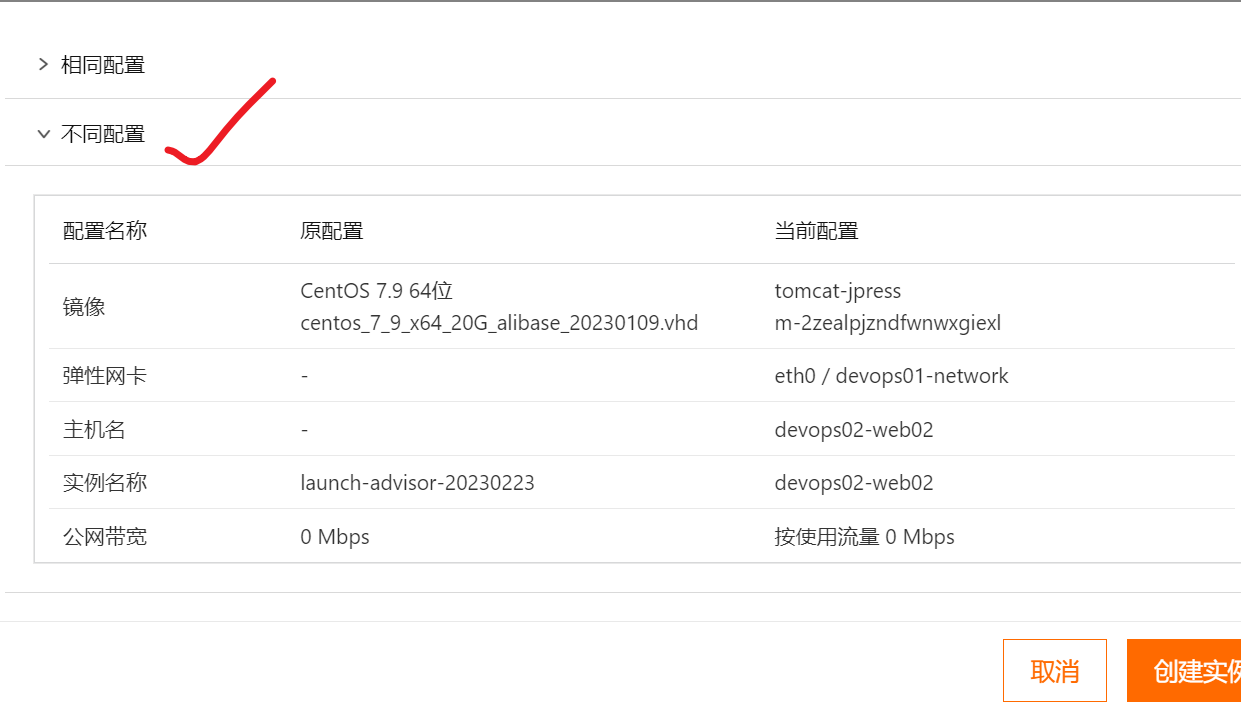 相同配置
不同配置
配置名称 原配置 当前配置
镜像 CentOS 7.9 64位 tomcat-jpress
centos_7_9_x64_20G_alibase_20230109.vhd m-2zealpjzndfwnwxgiexl
弹性网卡 - eth0 / devops01-network
主机名 - devops02-web02
实例名称 launch-advisor-20230223 devops02-web02
公网带宽 0 Mbps 按使用流量 0 Mbps
取消 创建实例